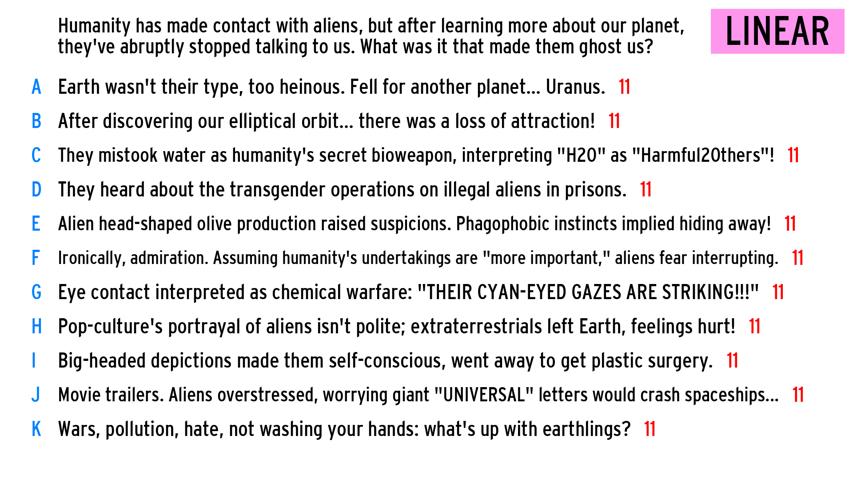 Humanity has made contact with aliens, but after learning more about our planet,
they've abruptly stopped talking to us. What was it that made them ghost us?
LINEAR
A Earth wasn't their type, too heinous. Fell for another planet... Uranus. 11
B After discovering our elliptical orbit... there was a loss of attraction! 11
C They mistook water as humanity's secret bioweapon, interpreting "H20" as "Harmful20thers"! 11
D They heard about the transgender operations on illegal aliens in prisons. 11
E Alien head-shaped olive production raised suspicions. Phagophobic instincts implied hiding away! 11
F Ironically, admiration. Assuming humanity's undertakings are "more important," aliens fear interrupting. 11
G Eye contact interpreted as chemical warfare: "THEIR CYAN-EYED GAZES ARE STRIKING!!!" 11
H Pop-culture's portrayal of aliens isn't polite; extraterrestrials left Earth, feelings hurt! 11
I Big-headed depictions made them self-conscious, went away to get plastic surgery. 11
J Movie trailers. Aliens overstressed, worrying giant "UNIVERSAL" letters would crash spaceships... 11
K Wars, pollution, hate, not washing your hands: what's up with earthlings? 11